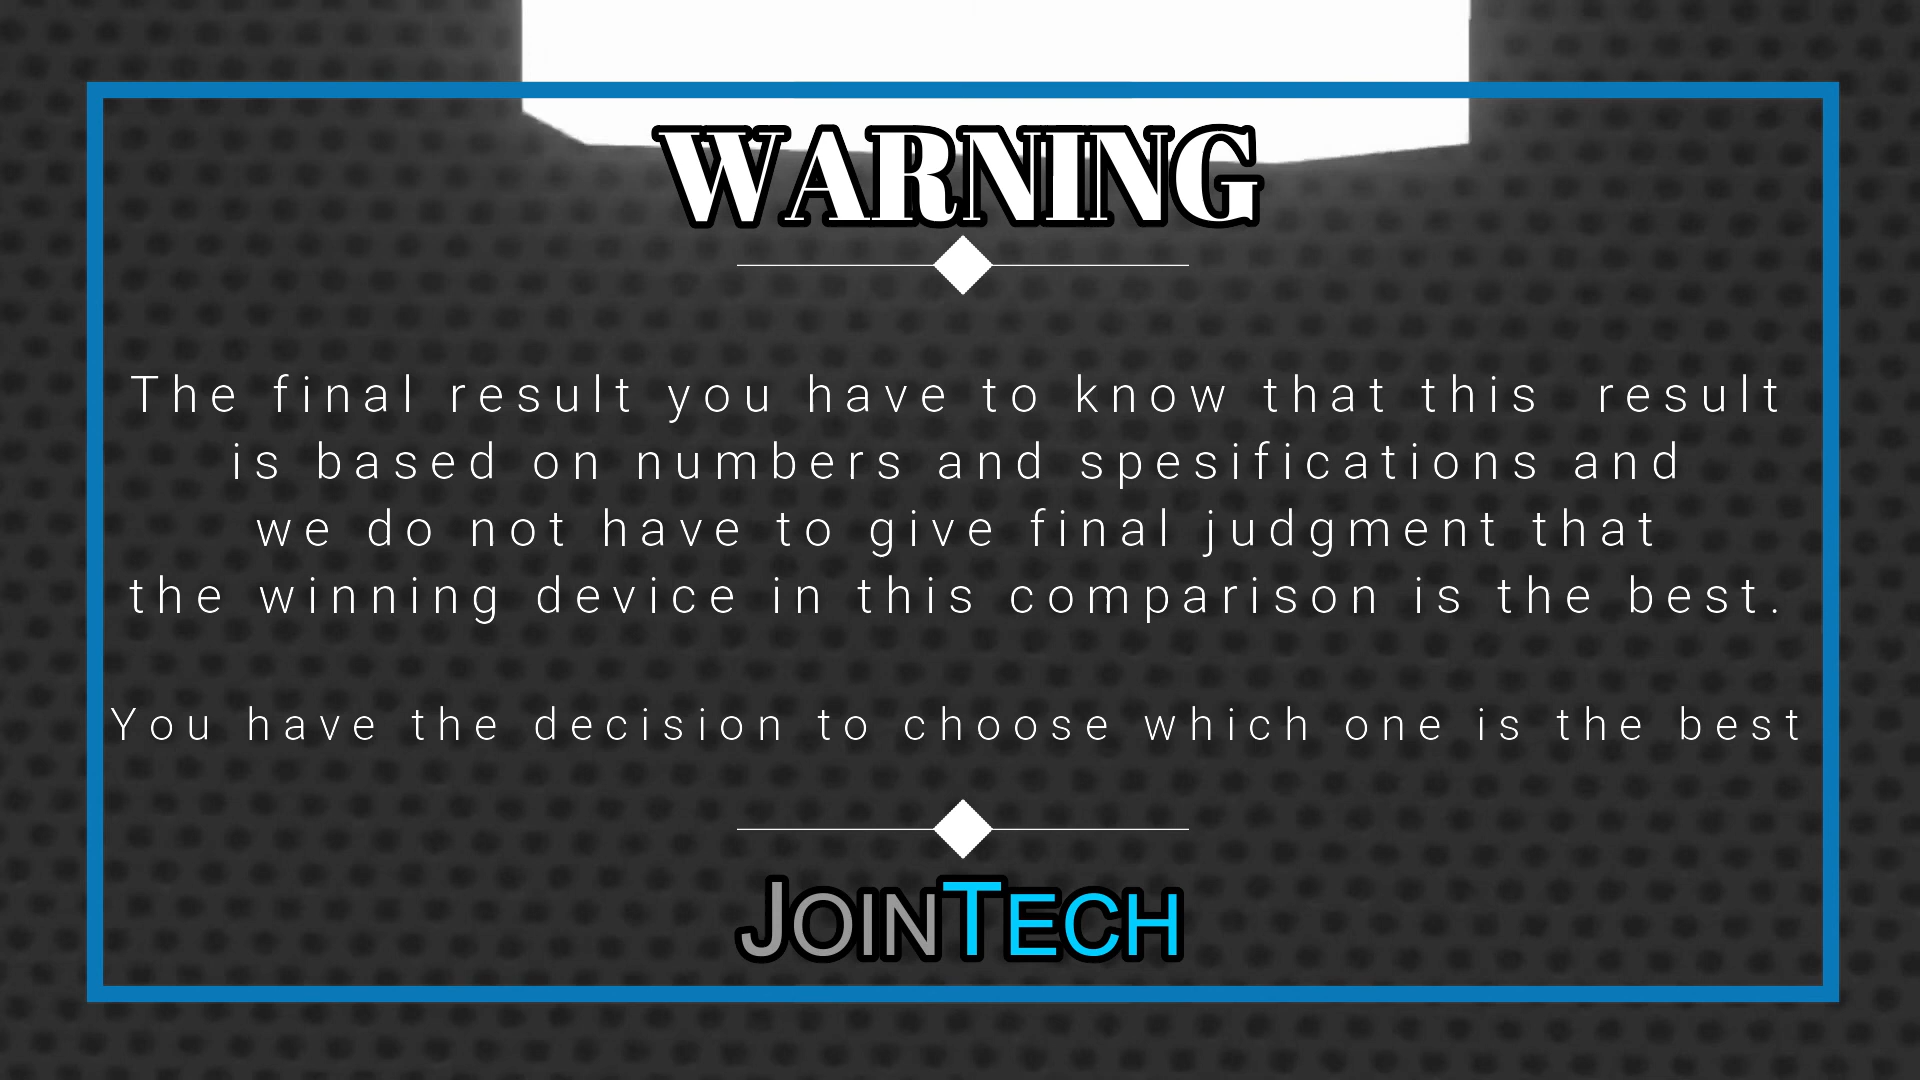 WARNING
The final result you have to know that this result
is based on numbers and spesifications and
we do not have to give final judgment that
the winning device in this comparison is the best.
You have the decision to choose which one is the best
JOINTECH